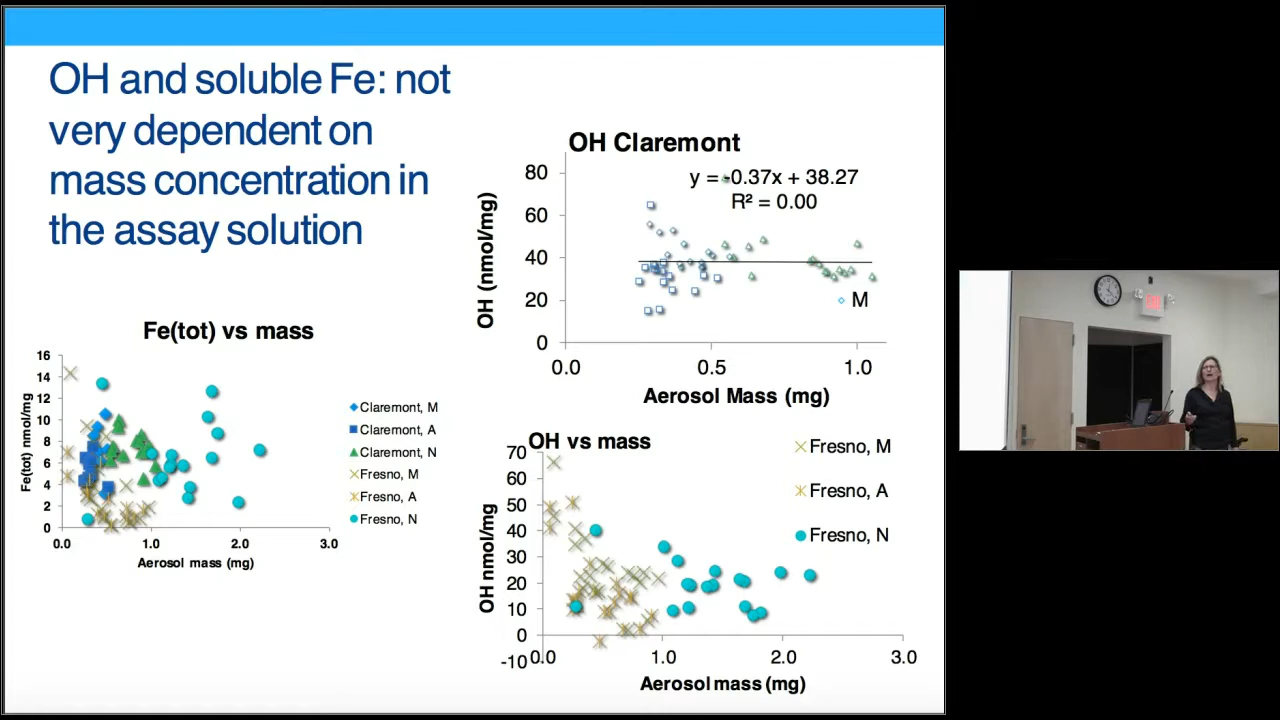 OH and soluble Fe: not
very dependent on
mass concentration in
the assay solution
OH Claremont
y = -0.37x + 38.27
R² = 0.00
80
60
40
20
0
OH (nmol/mg)
M
0.0 0.5 1.0
Aerosol Mass (mg)
Fe(tot) vs mass
16
14
12
10
8
6
4
2
0
Fe(tot) nmol/mg
0.0 1.0 2.0 3.0
Aerosol mass (mg)
Claremont, M
Claremont, A
Claremont, N
Fresno, M
Fresno, A
Fresno, N
OH vs mass
70
60
50
40
30
20
10
0
-10
OH nmol/mg
0.0 1.0 2.0 3.0
Aerosol mass (mg)
Fresno, M
Fresno, A
Fresno, N